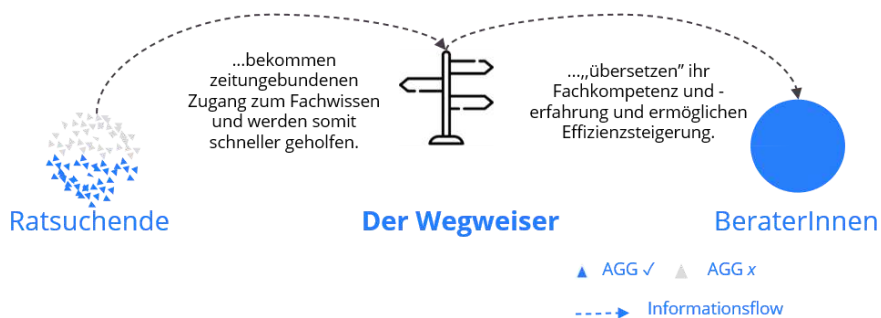 ...bekommen
zeitungebundenen
Zugang zum Fachwissen
und werden somit
schneller geholfen.
...„übersetzen” ihr
Fachkompetenz und -
erfahrung und ermöglichen
Effizienzsteigerung.
Ratsuchende
Der Wegweiser
BeraterInnen
AGG ✓
AGG x
Informationsflow